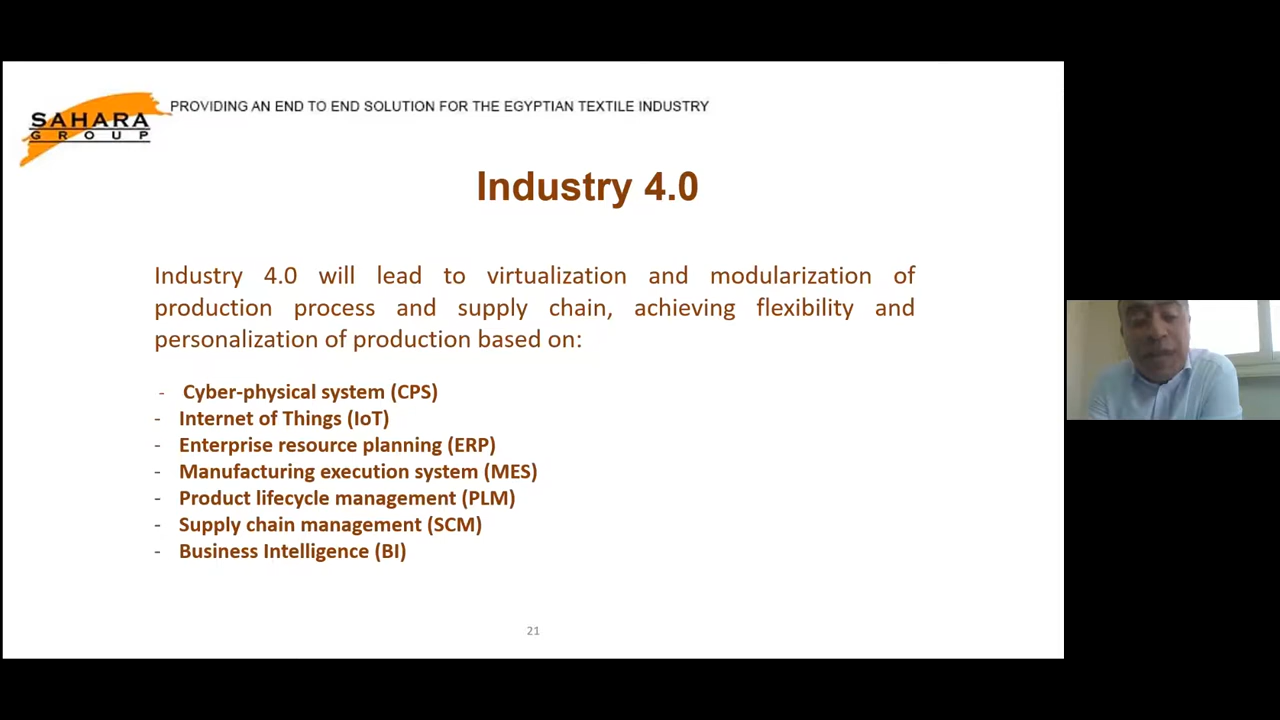 SAHARA
GROUP
PROVIDING AN END TO END SOLUTION FOR THE EGYPTIAN TEXTILE INDUSTRY
Industry 4.0
Industry 4.0 will lead to virtualization and modularization of
production process and supply chain, achieving flexibility and
personalization of production based on:
- Cyber-physical system (CPS)
- Internet of Things (IoT)
- Enterprise resource planning (ERP)
- Manufacturing execution system (MES)
- Product lifecycle management (PLM)
- Supply chain management (SCM)
- Business Intelligence (BI)
21